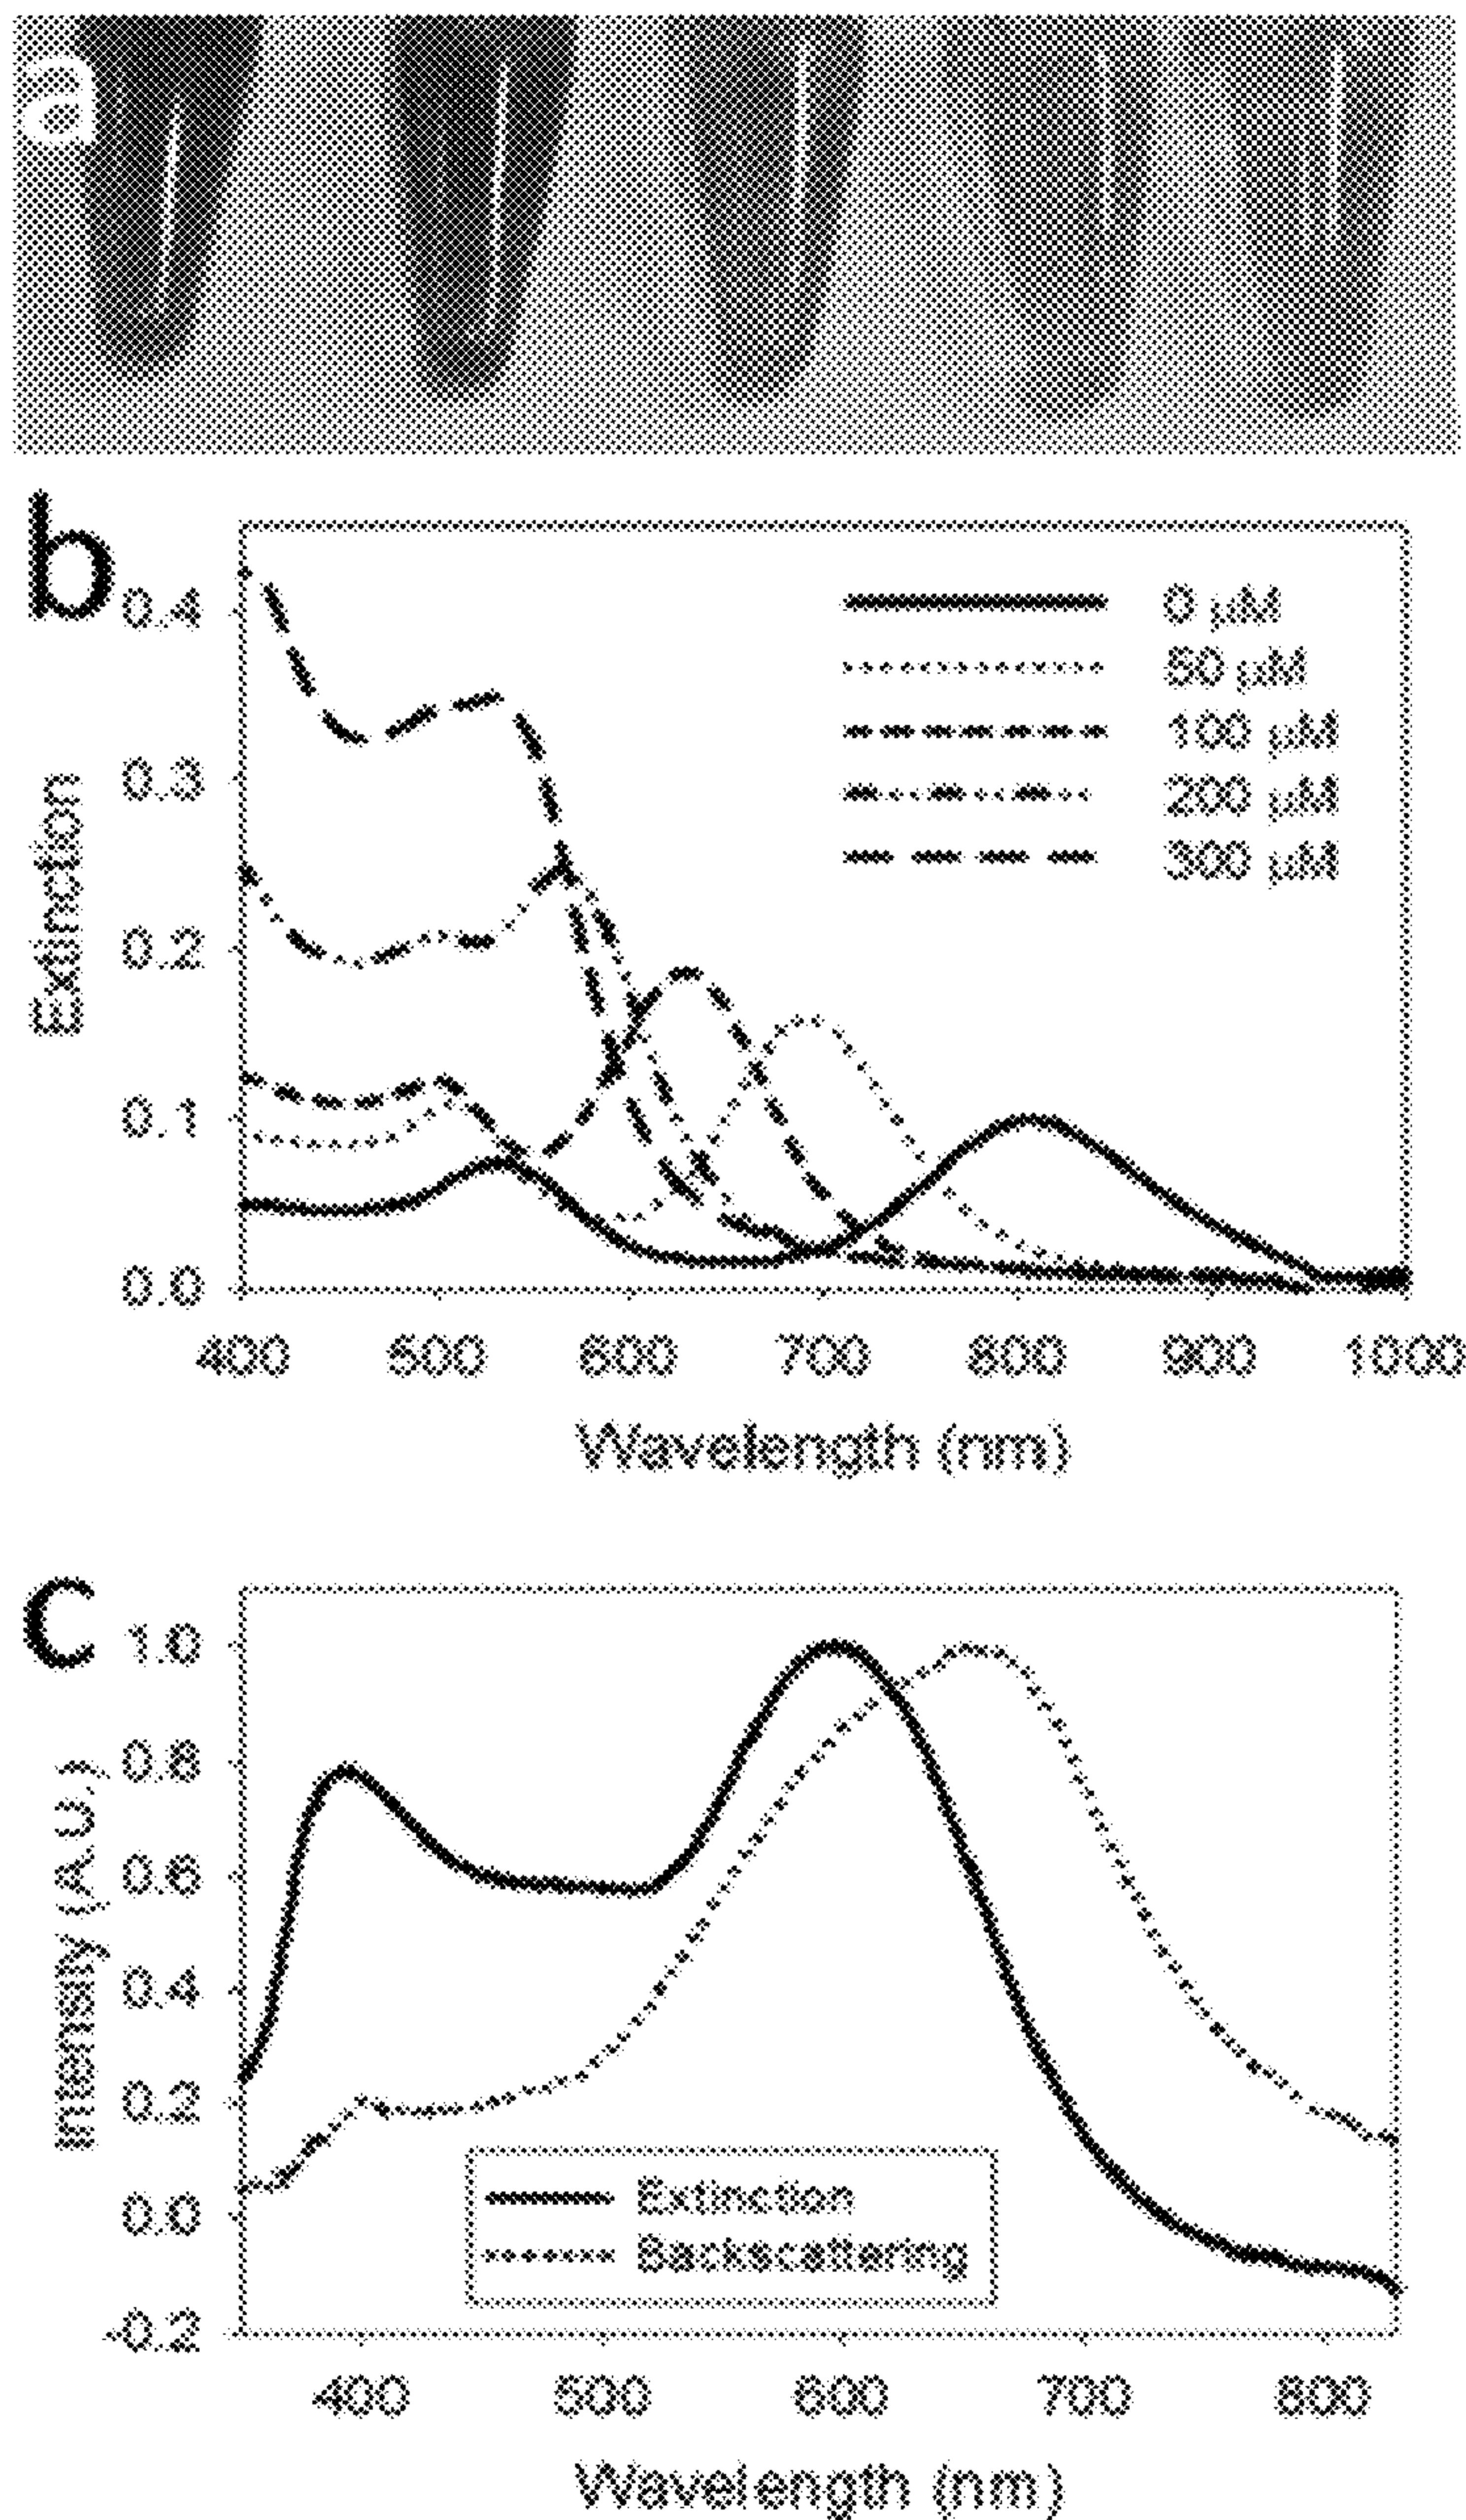 a
b
0.4
0.3
0.2
0.1
0.0
Extinction
0 µM
50 µM
100 µM
200 µM
300 µM
400 500 600 700 800 900 1000
Wavelength (nm)
c
1.0
0.8
0.6
0.4
0.2
0.0
-0.2
Intensity (A.U.)
Extinction
Backscattering
400 500 600 700 800
Wavelength (nm)